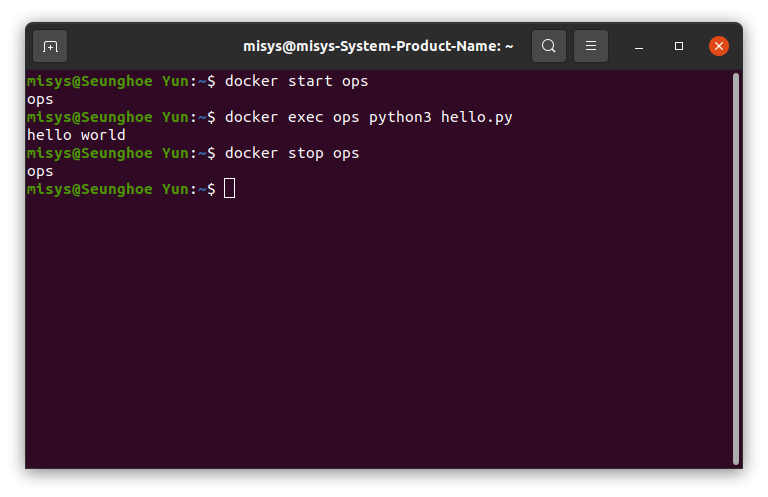 misys@misys-System-Product-Name: ~
misys@Seunghoe Yun:~$ docker start ops
ops
misys@Seunghoe Yun:~$ docker exec ops python3 hello.py
hello world
misys@Seunghoe Yun:~$ docker stop ops
ops
misys@Seunghoe Yun:~$